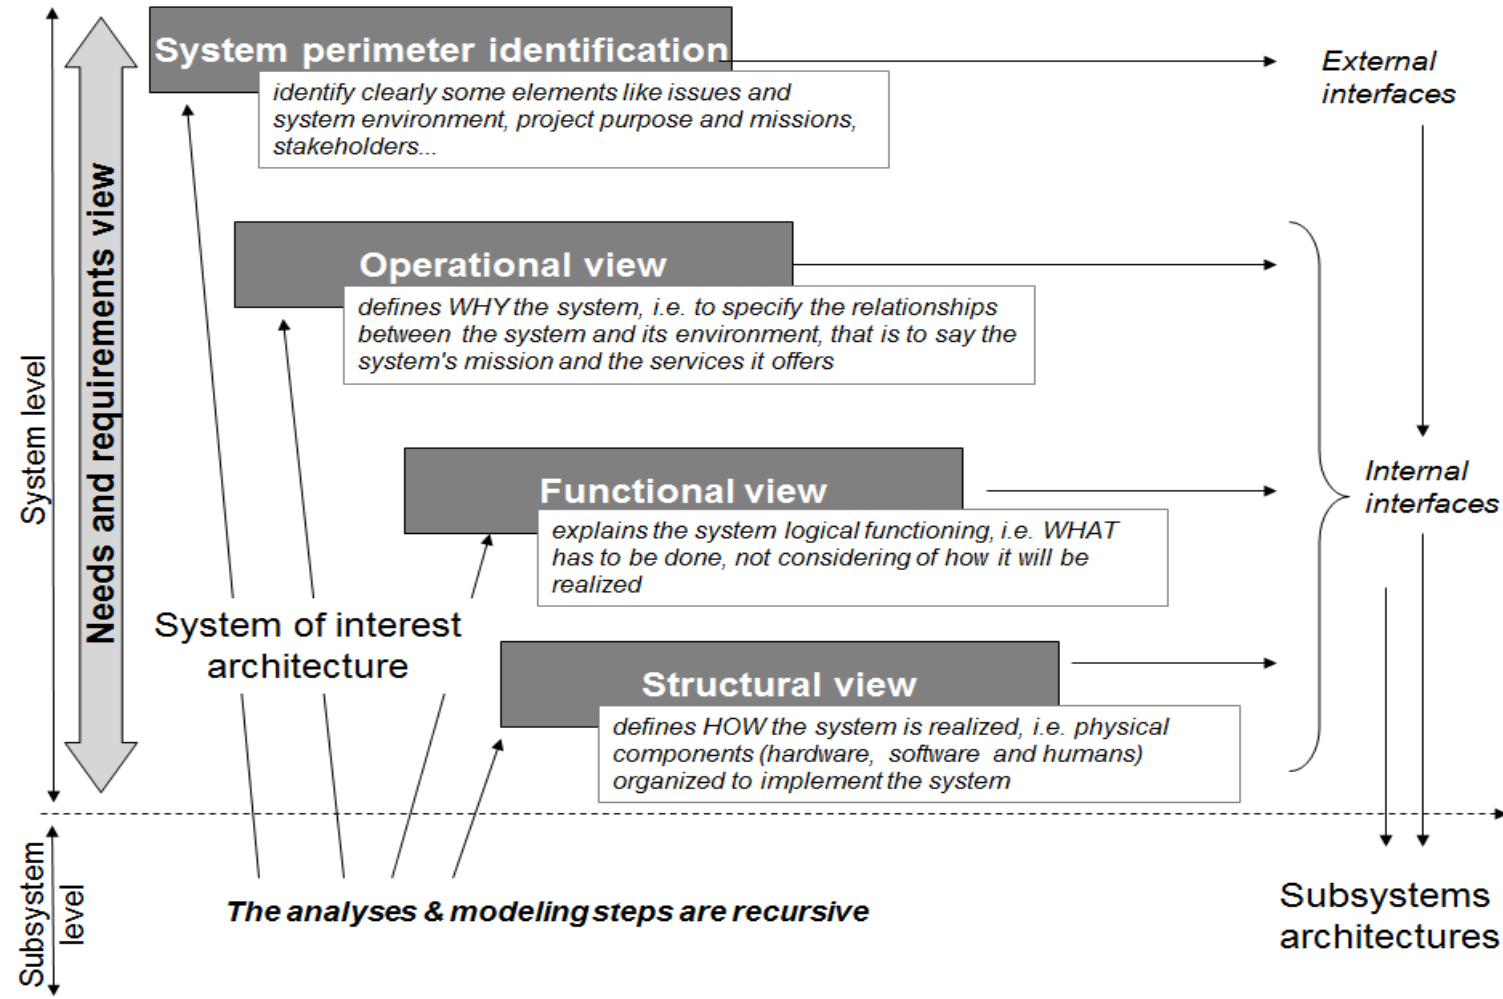 System perimeter identification
identify clearly some elements like issues and
system environment, project purpose and missions,
stakeholders...
External
interfaces
Needs and requirements view
System level
Operational view
defines WHY the system, i.e. to specify the relationships
between the system and its environment, that is to say the
system's mission and the services it offers
Functional view
explains the system logical functioning, i.e. WHAT
has to be done, not considering of how it will be
realized
Internal
interfaces
System of interest
architecture
Structural view
defines HOW the system is realized, i.e. physical
components (hardware, software and humans)
organized to implement the system
Subsystem
level
The analyses & modeling steps are recursive
Subsystems
architectures